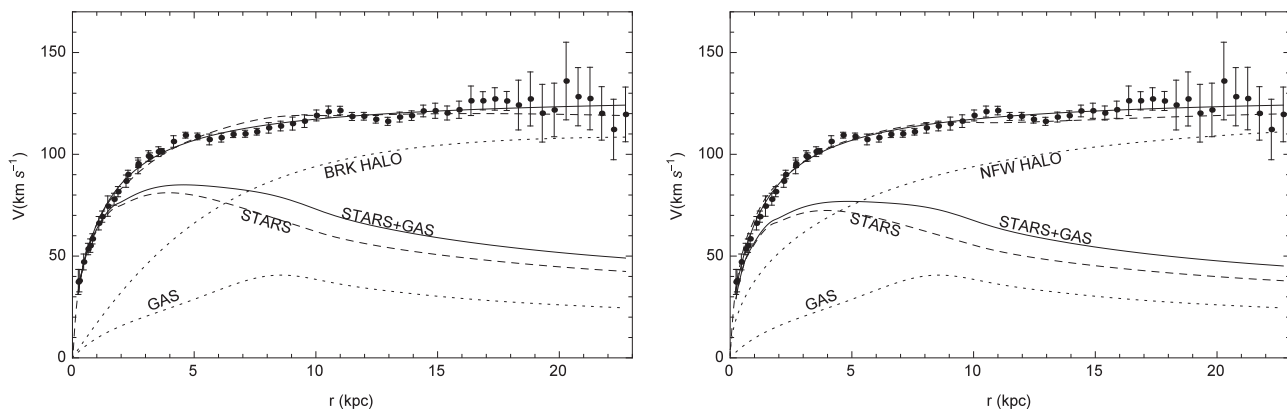 150
100
50
0
V(km s⁻¹)
BRK HALO
STARS+GAS
STARS
GAS
0 5 10 15 20
r (kpc)
150
100
50
0
V(km s⁻¹)
NFW HALO
STARS+GAS
STARS
GAS
0 5 10 15 20
r (kpc)